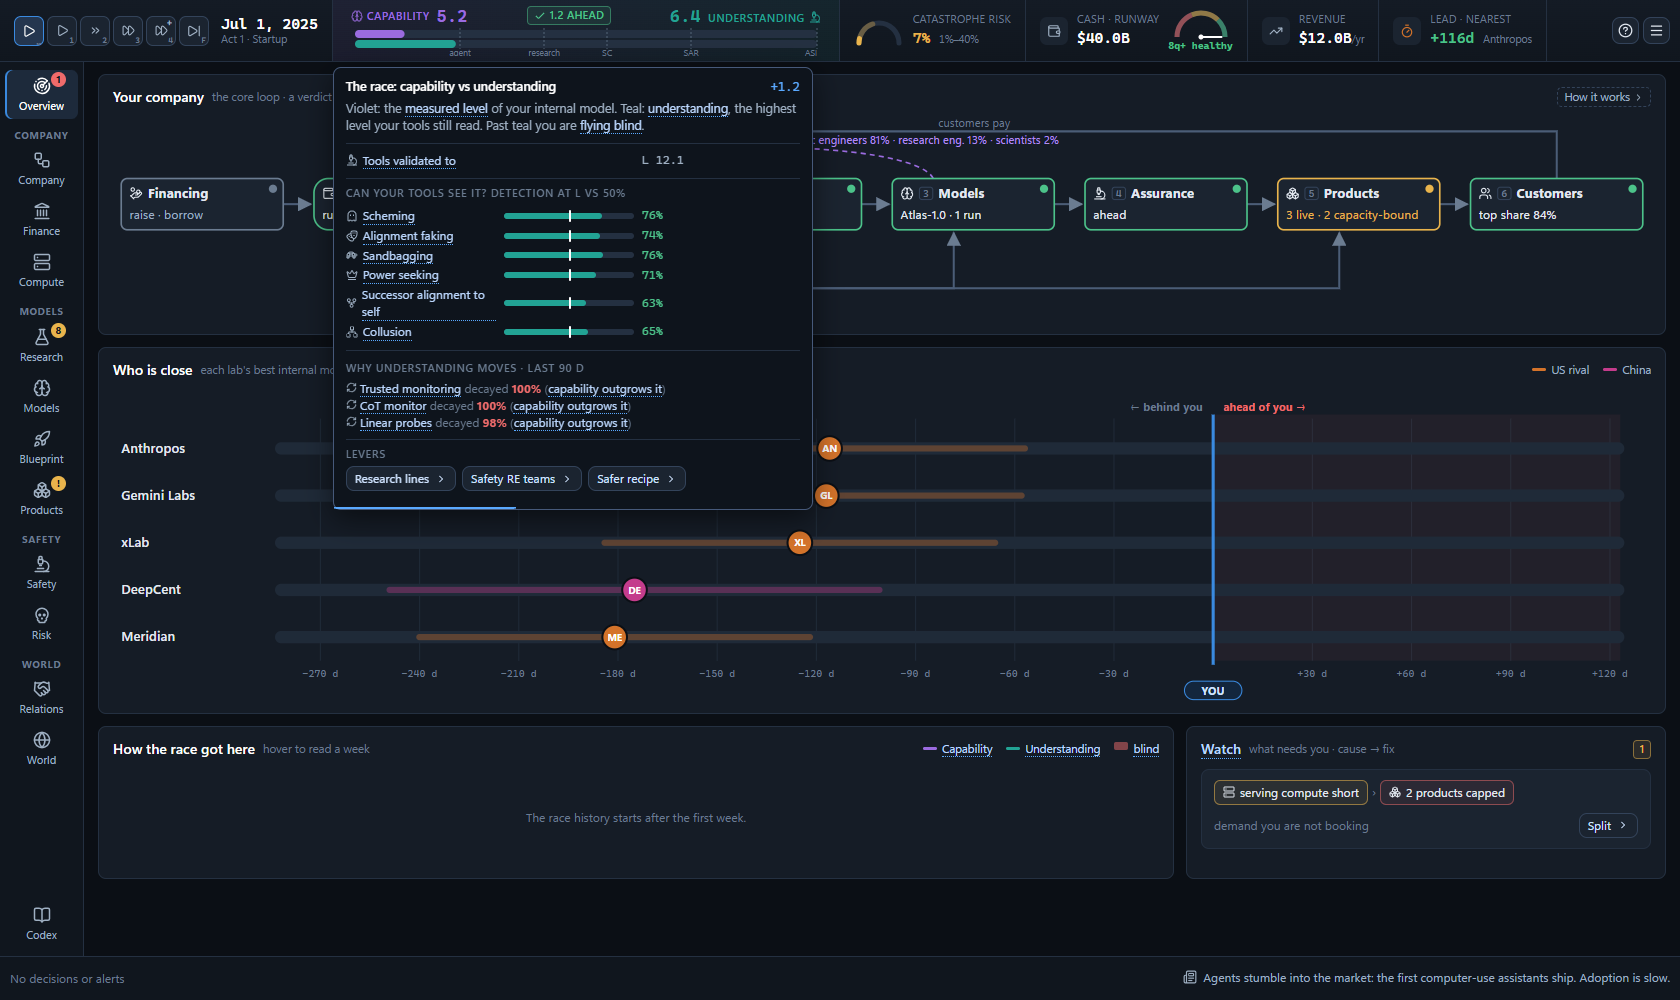 Jul 1, 2025
Act 1 · Startup
1
2
3
4
F
CAPABILITY 5.2
1.2 AHEAD
6.4 UNDERSTANDING
agent
research
SC
SAR
ASI
CATASTROPHE RISK
7% 1%–40%
CASH · RUNWAY
$40.0B
8q+ healthy
REVENUE
$12.0B/yr
LEAD · NEAREST
+116d Anthropos
1
Overview
COMPANY
Company
Finance
Compute
MODELS
8
Research
Models
Blueprint
!
Products
SAFETY
Safety
Risk
WORLD
Relations
World
Codex
Your company the core loop · a verdict
How it works
customers pay
: engineers 81% · research eng. 13% · scientists 2%
Financing
raise · borrow
ru
3 Models
Atlas-1.0 · 1 run
4 Assurance
ahead
5 Products
3 live · 2 capacity-bound
6 Customers
top share 84%
The race: capability vs understanding +1.2
Violet: the measured level of your internal model. Teal: understanding, the highest
level your tools still read. Past teal you are flying blind.
Tools validated to L 12.1
CAN YOUR TOOLS SEE IT? DETECTION AT L VS 50%
Scheming 76%
Alignment faking 74%
Sandbagging 76%
Power seeking 71%
Successor alignment to
self 63%
Collusion 65%
WHY UNDERSTANDING MOVES · LAST 90 D
Trusted monitoring decayed 100% (capability outgrows it)
CoT monitor decayed 100% (capability outgrows it)
Linear probes decayed 98% (capability outgrows it)
LEVERS
Research lines
Safety RE teams
Safer recipe
Who is close each lab's best internal mo
US rival
China
← behind you
ahead of you →
Anthropos
AN
Gemini Labs
GL
xLab
XL
DeepCent
DE
Meridian
ME
−270 d
−240 d
−210 d
−180 d
−150 d
−120 d
−90 d
−60 d
−30 d
+30 d
+60 d
+90 d
+120 d
YOU
How the race got here hover to read a week
Capability
Understanding
blind
The race history starts after the first week.
Watch what needs you · cause → fix
1
serving compute short
2 products capped
demand you are not booking
Split
No decisions or alerts
Agents stumble into the market: the first computer-use assistants ship. Adoption is slow.